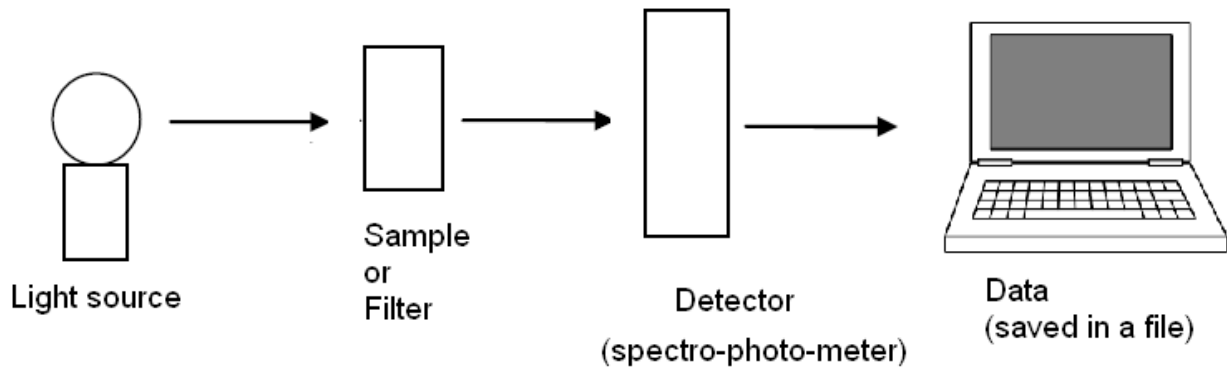 Light source
Sample
or
Filter
Detector
(spectro-photo-meter)
Data
(saved in a file)